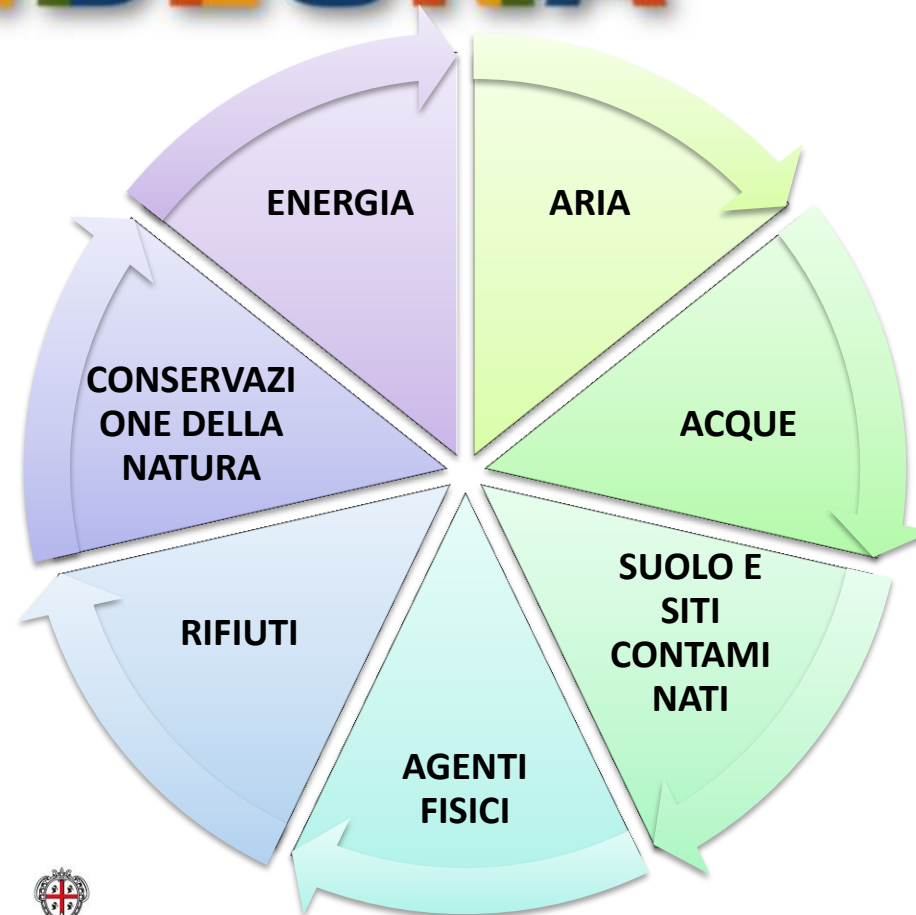 ENERGIA
ARIA
CONSERVAZI
ONE DELLA
NATURA
ACQUE
SUOLO E
SITI
CONTAMI
NATI
RIFIUTI
AGENTI
FISICI